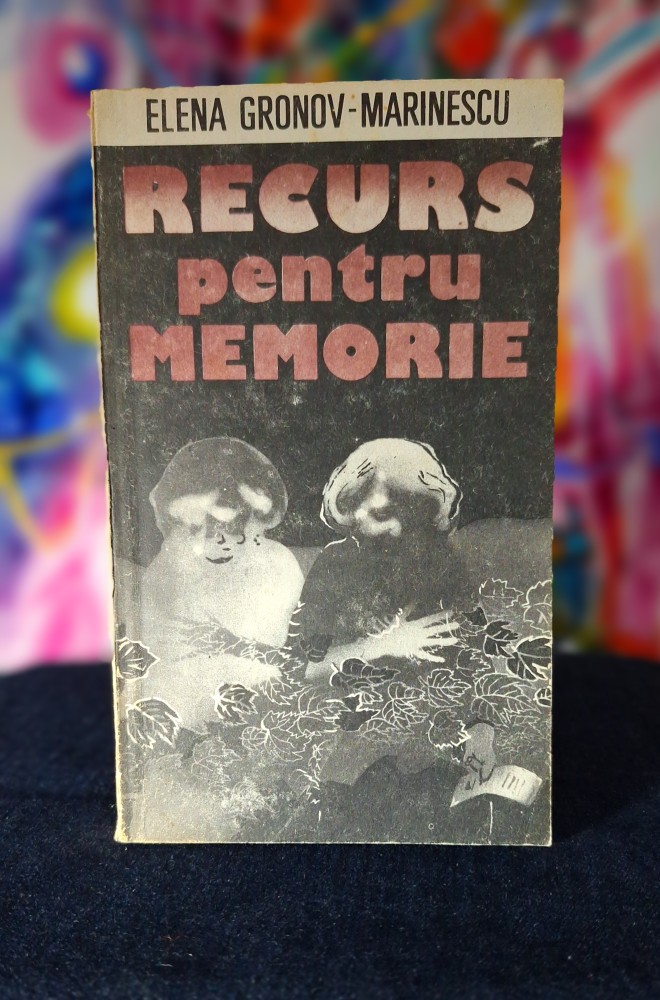 ELENA GRONOV-MARINESCU
RECURS
pentru
MEMORIE